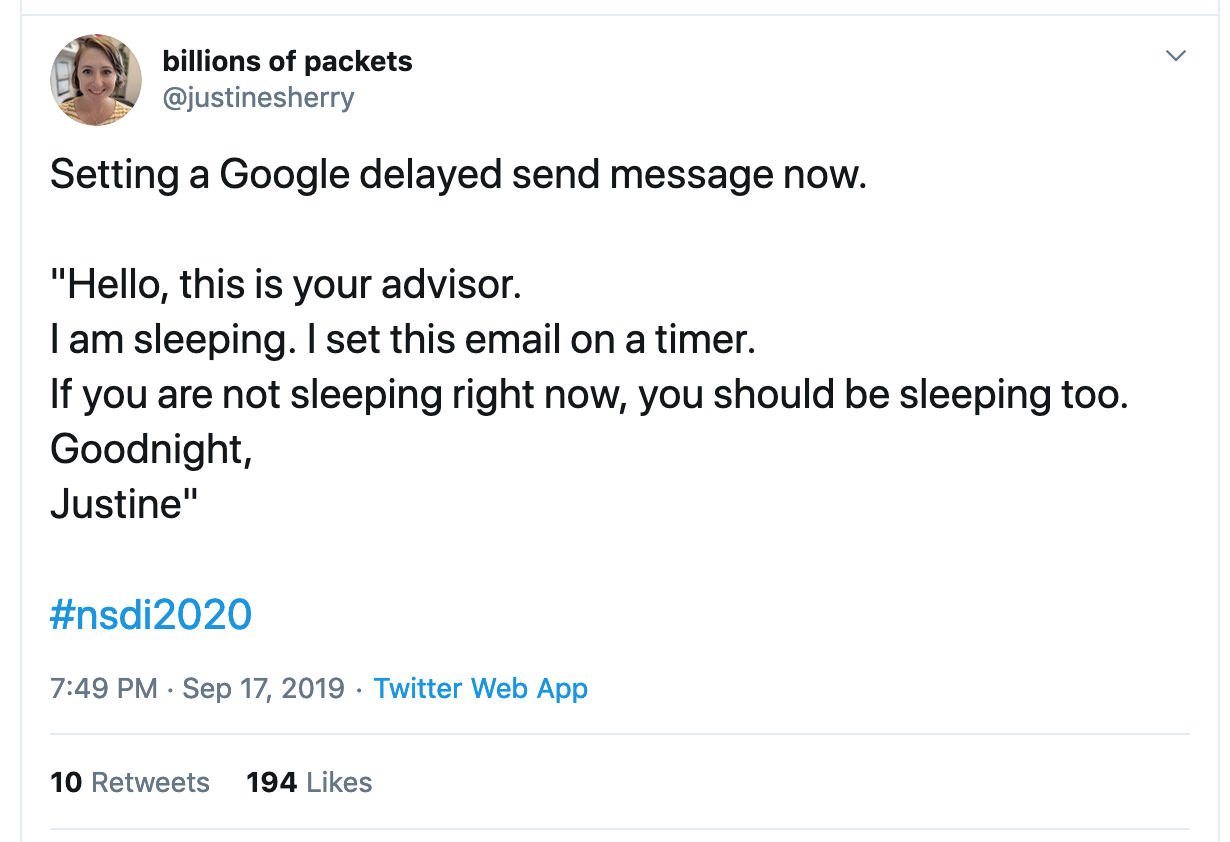 billions of packets
@justinesherry
Setting a Google delayed send message now.
"Hello, this is your advisor.
I am sleeping. I set this email on a timer.
If you are not sleeping right now, you should be sleeping too.
Goodnight,
Justine"
#nsdi2020
7:49 PM · Sep 17, 2019 · Twitter Web App
10 Retweets 194 Likes